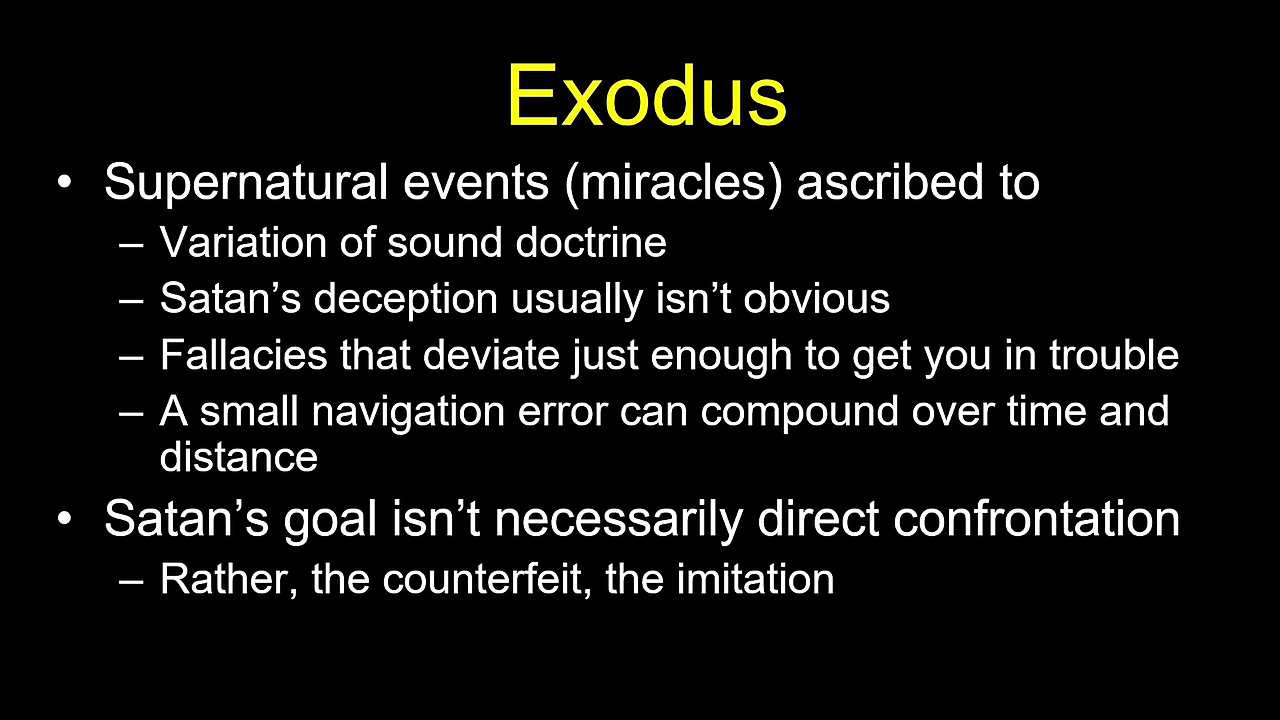 Exodus
• Supernatural events (miracles) ascribed to
– Variation of sound doctrine
– Satan’s deception usually isn’t obvious
– Fallacies that deviate just enough to get you in trouble
– A small navigation error can compound over time and
distance
• Satan’s goal isn’t necessarily direct confrontation
– Rather, the counterfeit, the imitation